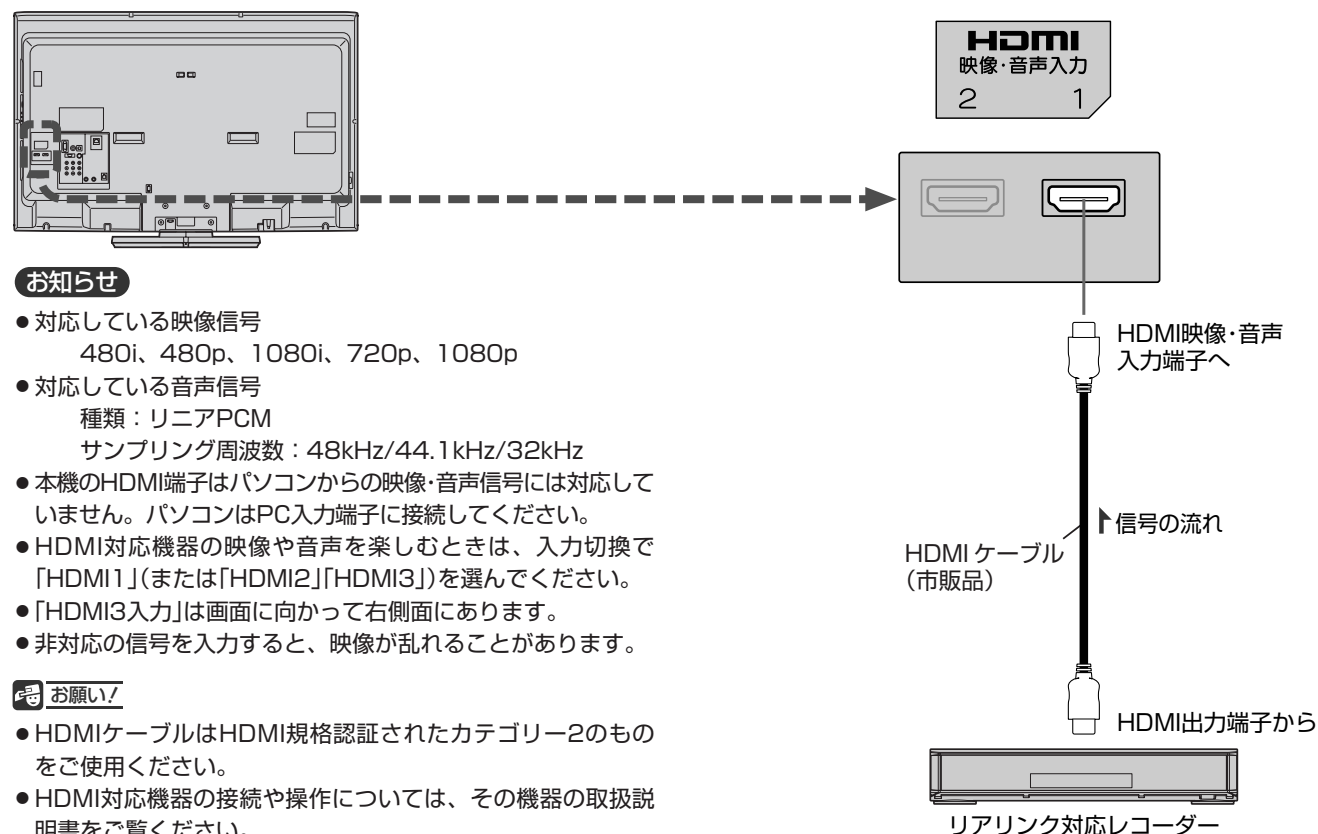 HDMI
映像・音声入力
2 1
お知らせ
●対応している映像信号
480i、480p、1080i、720p、1080p
●対応している音声信号
種類：リニアPCM
サンプリング周波数：48kHz/44.1kHz/32kHz
●本機のHDMI端子はパソコンからの映像・音声信号には対応して
いません。パソコンはPC入力端子に接続してください。
●HDMI対応機器の映像や音声を楽しむときは、入力切換で
「HDMI1」(または「HDMI2」「HDMI3」)を選んでください。
●「HDMI3入力」は画面に向かって右側面にあります。
●非対応の信号を入力すると、映像が乱れることがあります。
お願い！
●HDMIケーブルはHDMI規格認証されたカテゴリー2のもの
をご使用ください。
●HDMI対応機器の接続や操作については、その機器の取扱説
明書をご覧ください。
HDMI映像・音声
入力端子へ
信号の流れ
HDMIケーブル
（市販品）
HDMI出力端子から
リアリンク対応レコーダー